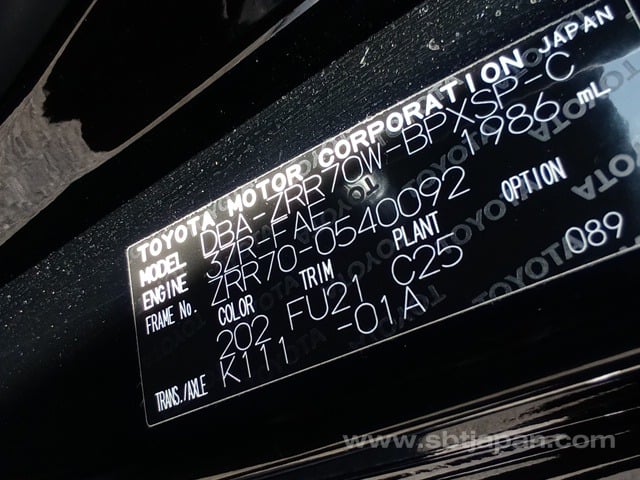 TOYOTA MOTOR CORPORATION JAPAN
MODEL DBA-ZRR70W-BPXSP-C
ENGINE 3ZR-FAE 1986 mL
FRAME No. ZRR70-0540092
COLOR TRIM PLANT OPTION
202 FU21 C25 089
TRANS./AXLE K111 -01A
www.sbtjapan.com